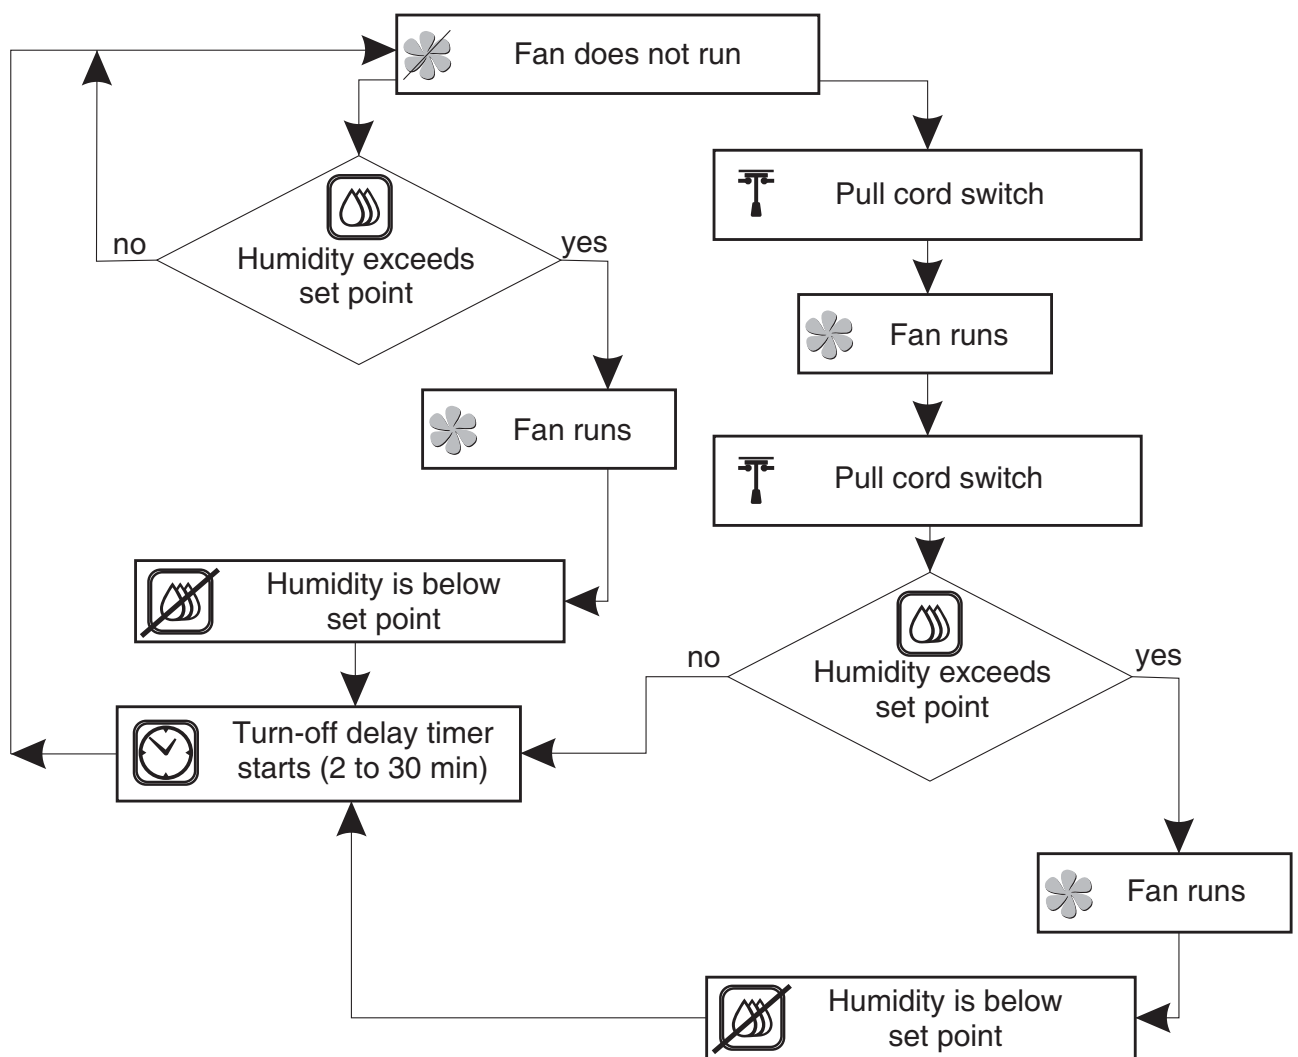 Fan does not run
Pull cord switch
no
yes
Humidity exceeds
set point
Fan runs
Fan runs
Pull cord switch
Humidity is below
set point
no
yes
Humidity exceeds
set point
Turn-off delay timer
starts (2 to 30 min)
Fan runs
Humidity is below
set point